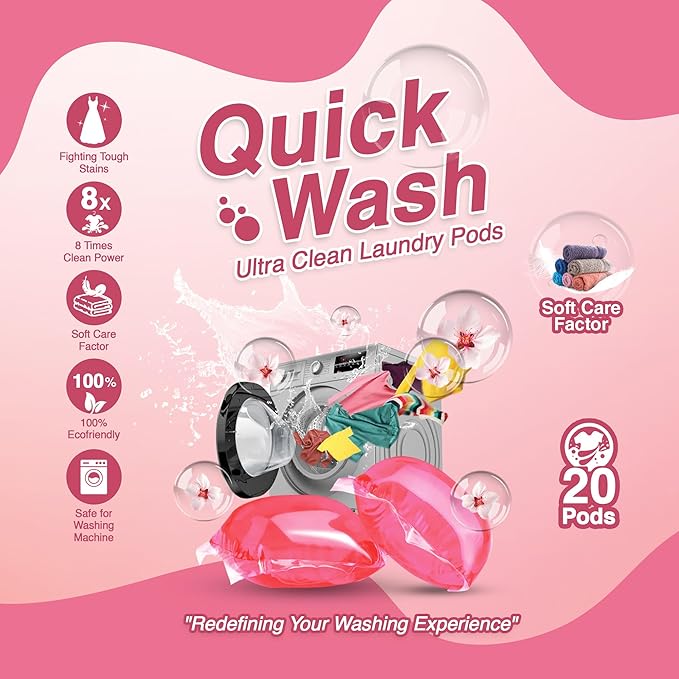 Quick
Wash
Ultra Clean Laundry Pods
Fighting Tough
Stains
8x
8 Times
Clean Power
Soft Care
Factor
100%
100%
Ecofriendly
Safe for
Washing
Machine
Soft Care
Factor
20
Pods
"Redefining Your Washing Experience"